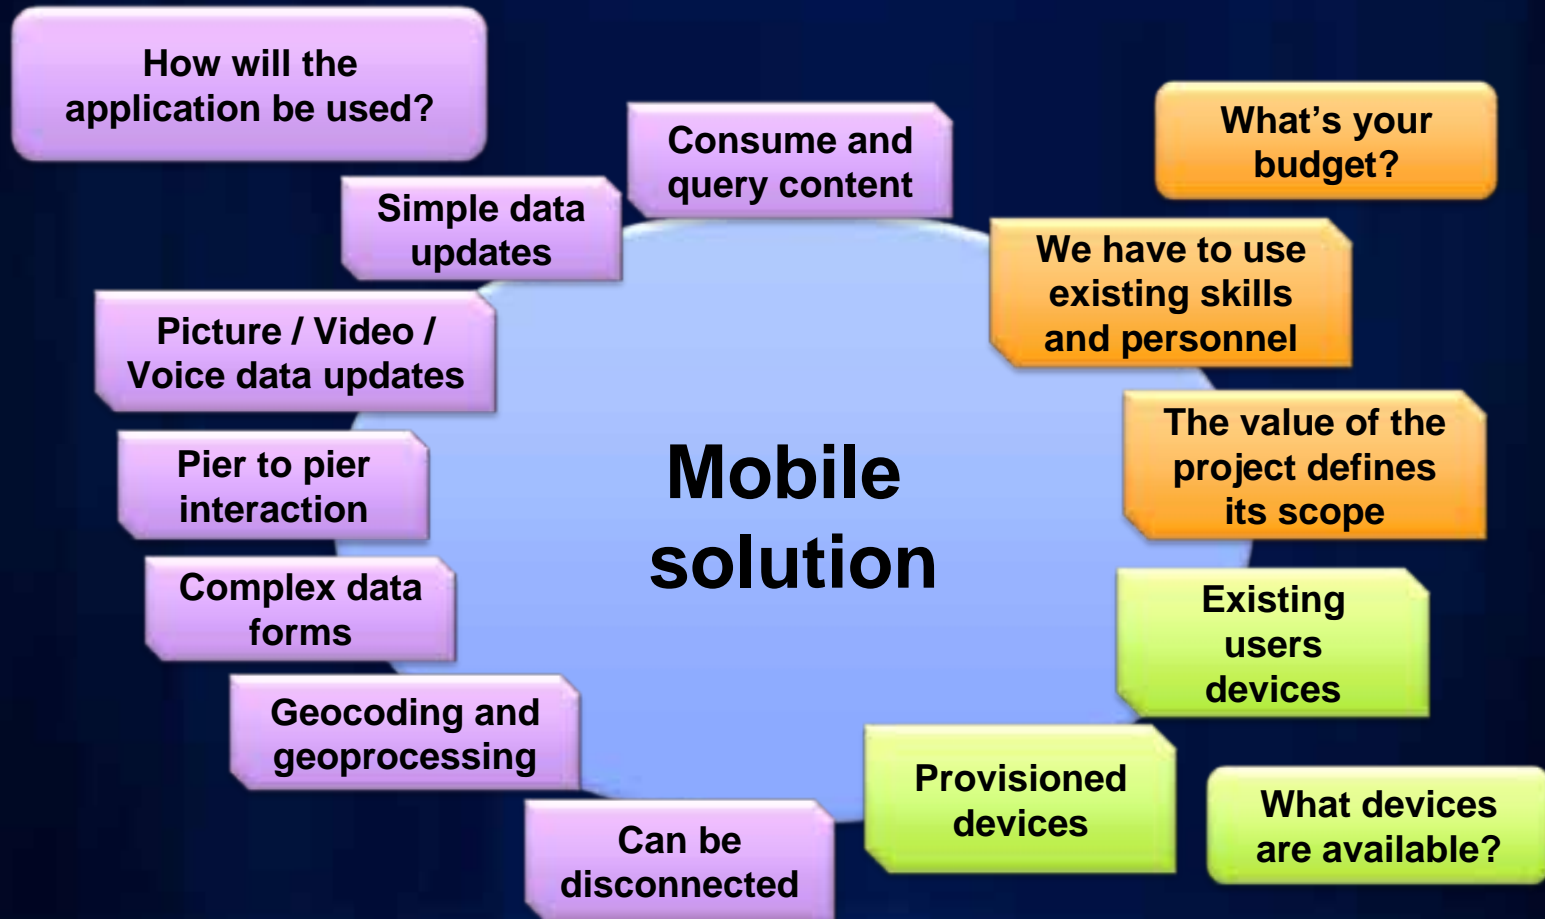 How will the
application be used?
Consume and
query content
Simple data
updates
Picture / Video /
Voice data updates
Pier to pier
interaction
Complex data
forms
Geocoding and
geoprocessing
Can be
disconnected
Mobile
solution
What’s your
budget?
We have to use
existing skills
and personnel
The value of the
project defines
its scope
Existing
users
devices
Provisioned
devices
What devices
are available?